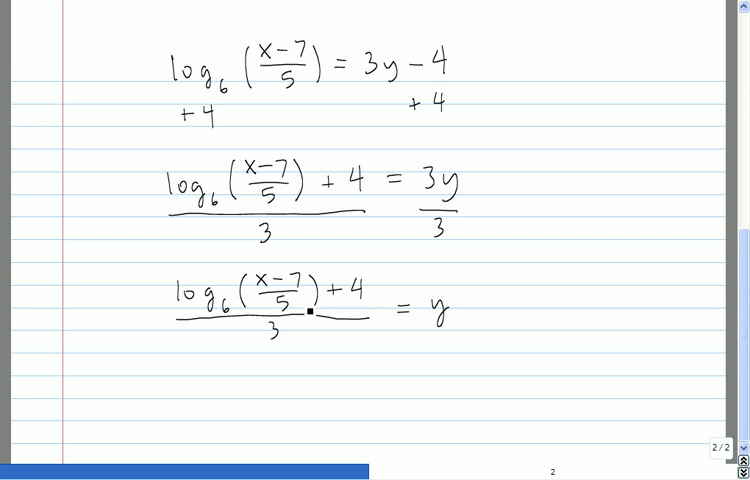 log₆ ((x-7)/5) = 3y - 4
+4 +4
(log₆ ((x-7)/5) + 4)/3 = 3y/3
(log₆ ((x-7)/5) + 4)/3 = y
2/2
2